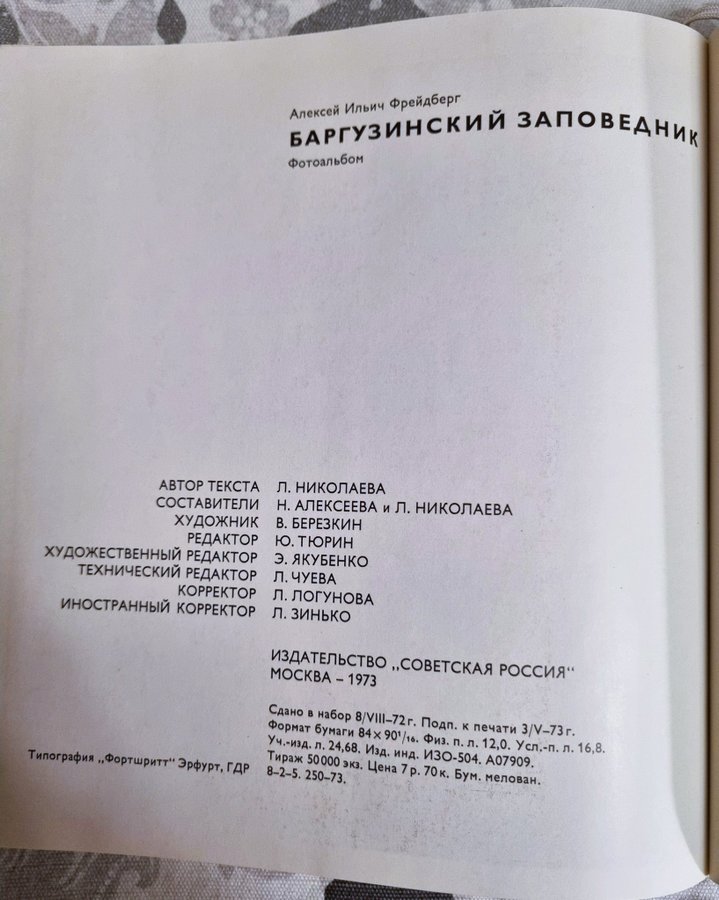 Алексей Ильич Фрейдберг
БАРГУЗИНСКИЙ ЗАПОВЕДНИК
Фотоальбом
АВТОР ТЕКСТА Л. НИКОЛАЕВА
СОСТАВИТЕЛИ Н. АЛЕКСЕЕВА и Л. НИКОЛАЕВА
ХУДОЖНИК В. БЕРЕЗКИН
РЕДАКТОР Ю. ТЮРИН
ХУДОЖЕСТВЕННЫЙ РЕДАКТОР Э. ЯКУБЕНКО
ТЕХНИЧЕСКИЙ РЕДАКТОР Л. ЧУЕВА
КОРРЕКТОР Л. ЛОГУНОВА
ИНОСТРАННЫЙ КОРРЕКТОР Л. ЗИНЬКО
ИЗДАТЕЛЬСТВО „СОВЕТСКАЯ РОССИЯ"
МОСКВА – 1973
Сдано в набор 8/VIII–72 г. Подп. к печати 3/V–73 г.
Формат бумаги 84 × 90¹/₁₆. Физ. п. л. 12,0. Усл.-п. л. 16,8.
Уч.-изд. л. 24,68. Изд. инд. ИЗО-504. А07909.
Тираж 50 000 экз. Цена 7 р. 70 к. Бум. мелован.
8–2–5. 250–73.
Типография „Фортшритт" Эрфурт, ГДР